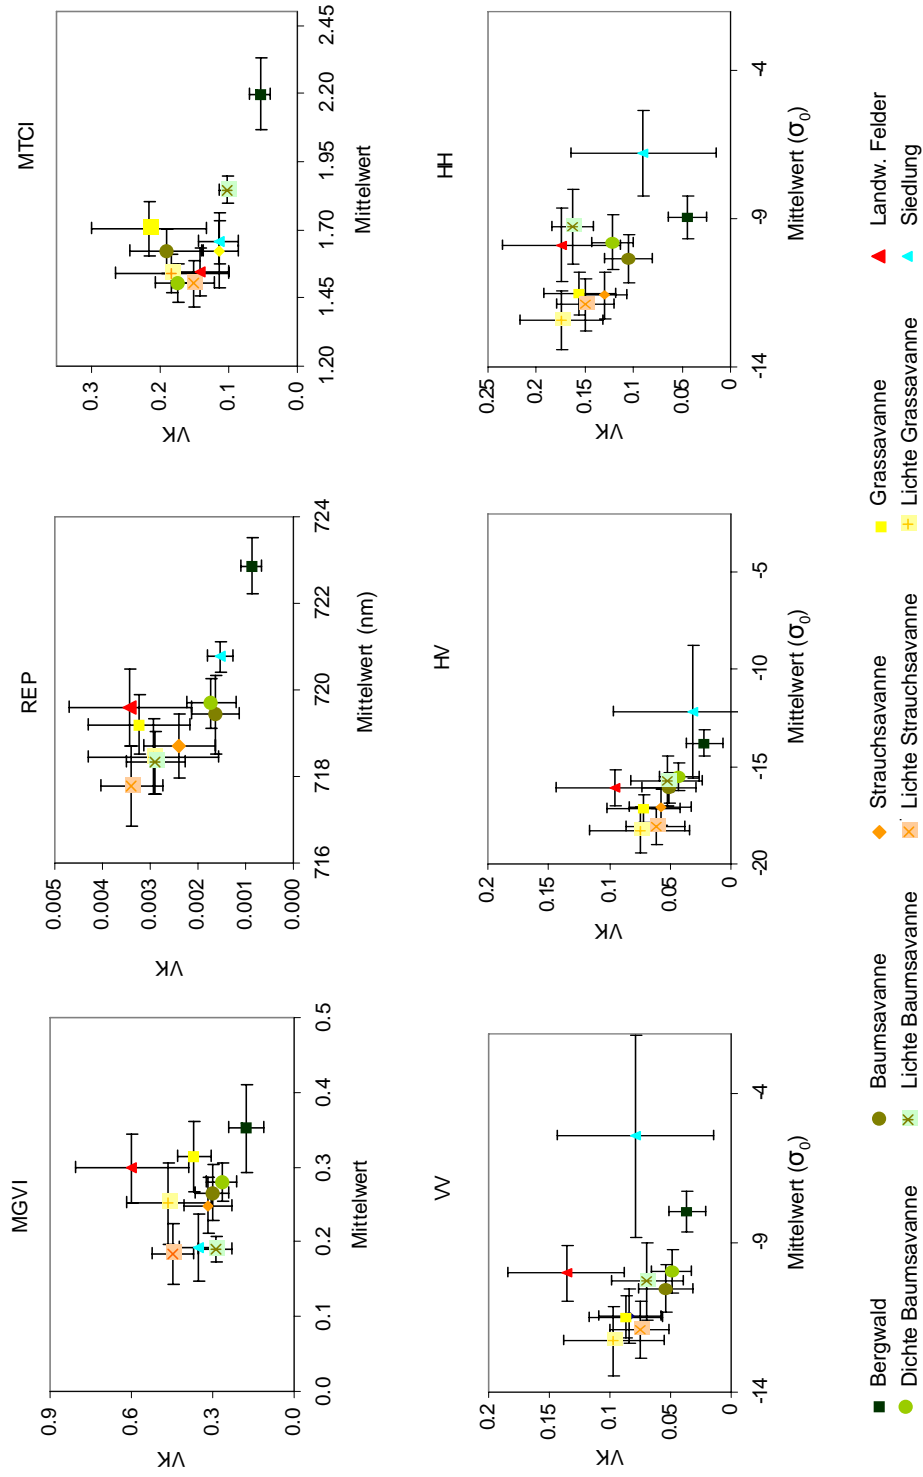 MGVI
VK
0.9
0.6
0.3
0.0
0.0 0.1 0.2 0.3 0.4 0.5
Mittelwert
REP
VK
0.005
0.004
0.003
0.002
0.001
0.000
716 718 720 722 724
Mittelwert (nm)
MTCI
VK
0.3
0.2
0.1
0.0
1.20 1.45 1.70 1.95 2.20 2.45
Mittelwert
VV
VK
0.2
0.15
0.1
0.05
0
-14 -9 -4
Mittelwert (σ0)
HV
VK
0.2
0.15
0.1
0.05
0
-20 -15 -10 -5
Mittelwert (σ0)
HH
VK
0.25
0.2
0.15
0.1
0.05
0
-14 -9 -4
Mittelwert (σ0)
Bergwald Baumsavanne Strauchsavanne Grassavanne Landw. Felder
Dichte Baumsavanne Lichte Baumsavanne Lichte Strauchsavanne Lichte Grassavanne Siedlung